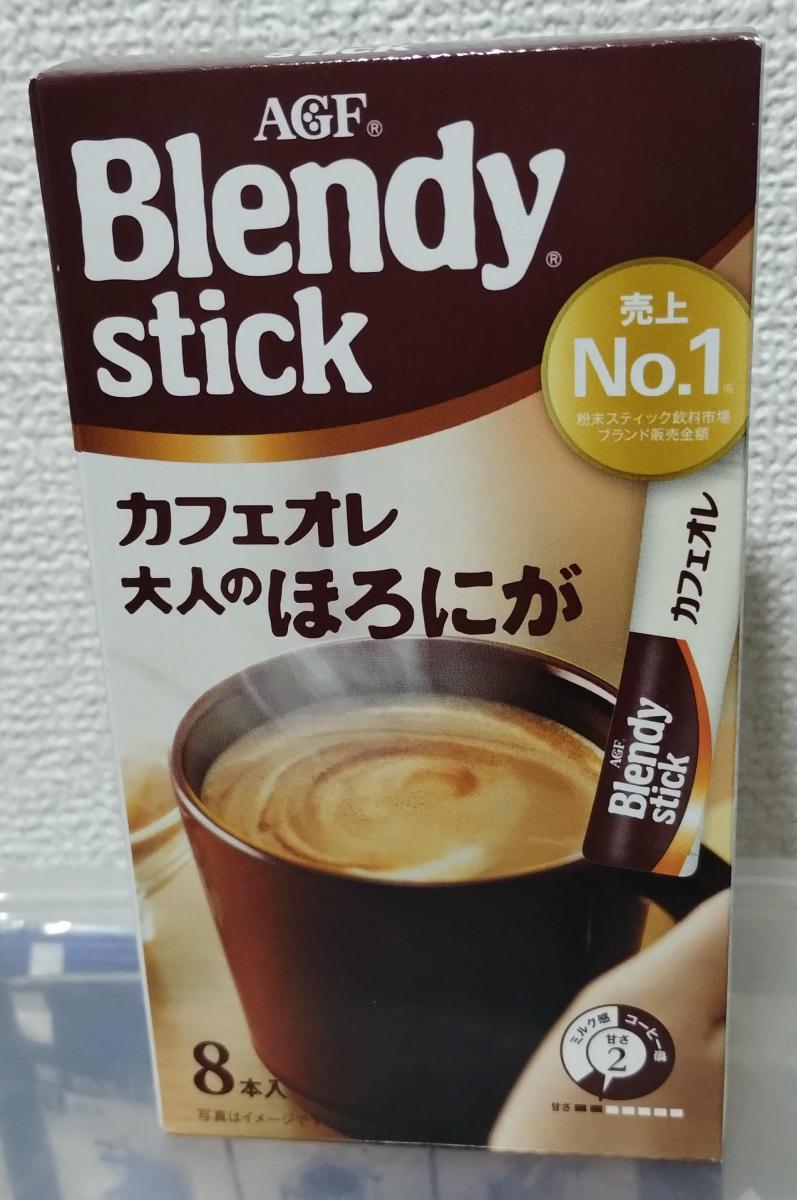 stick
AGF®
Blendy®
stick
売上
No.1※
粉末スティック飲料市場
ブランド販売金額
カフェオレ
大人のほろにが
カフェオレ
AGF
Blendy
stick
ミルク感
コーヒー感
甘さ
2
甘さ
8本入
写真はイメージです